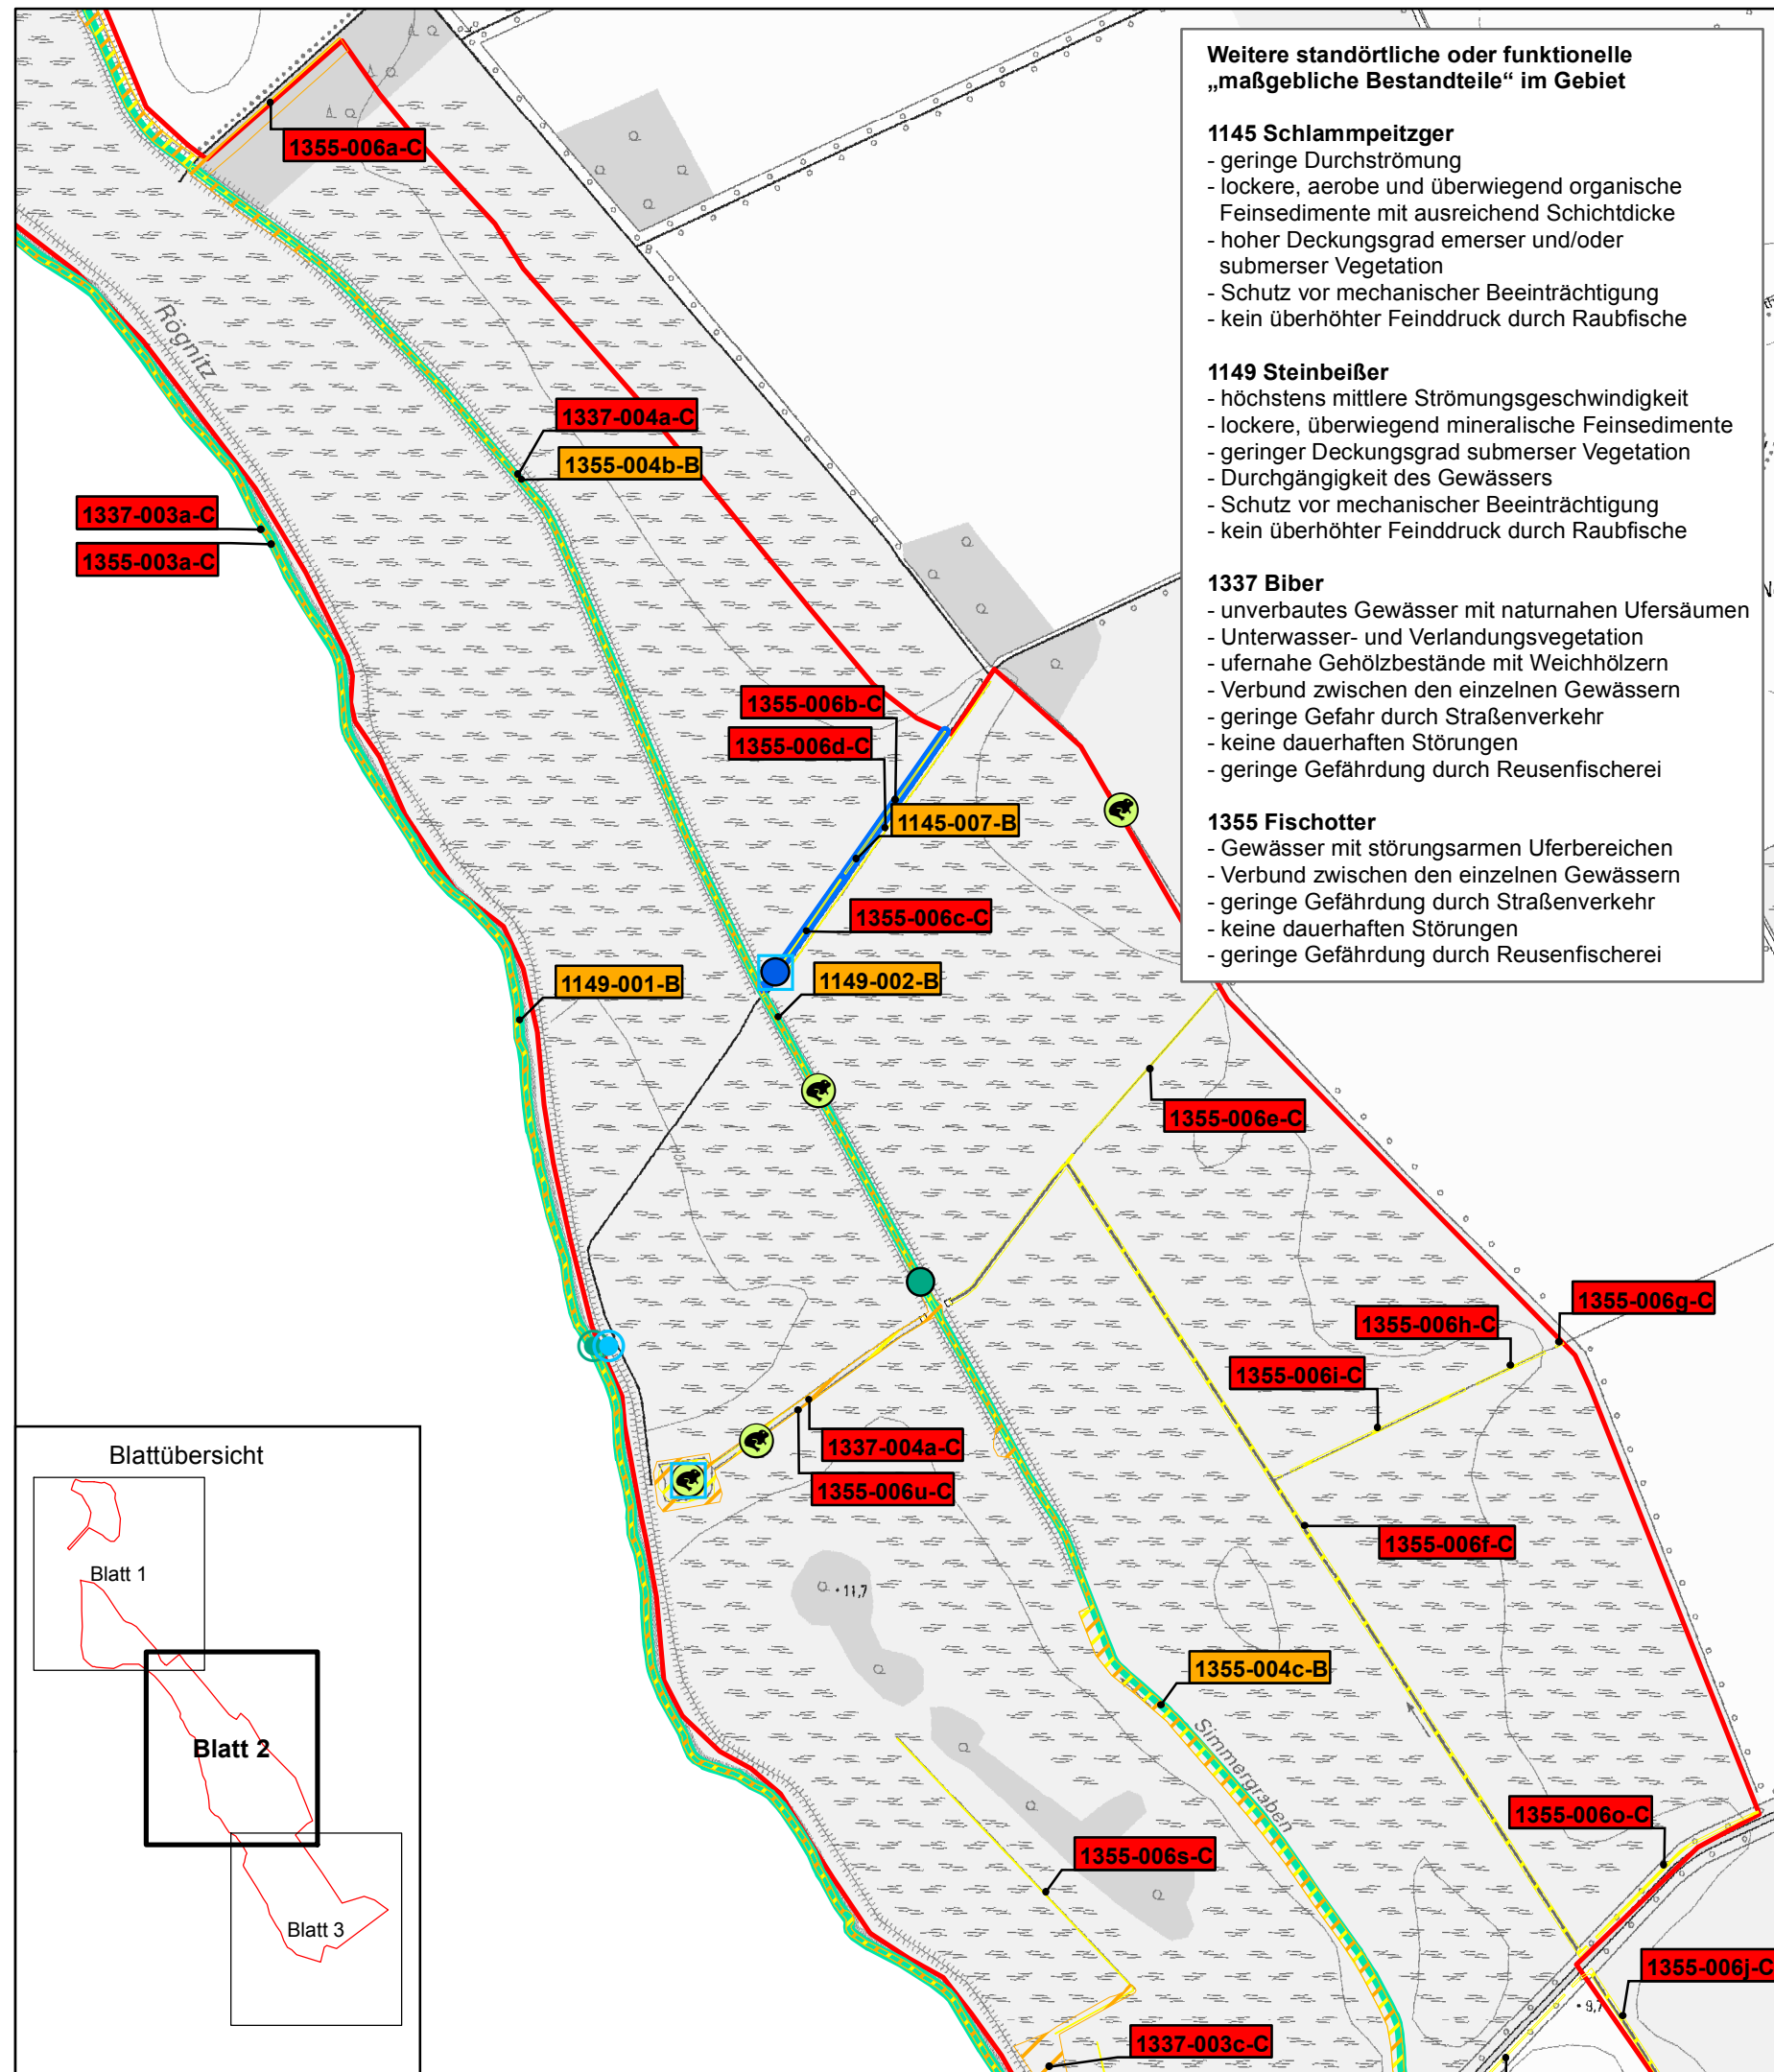 Weitere standörtliche oder funktionelle
„maßgebliche Bestandteile“ im Gebiet
1145 Schlammpeitzger
- geringe Durchströmung
- lockere, aerobe und überwiegend organische
Feinsedimente mit ausreichend Schichtdicke
- hoher Deckungsgrad emerser und/oder
submerser Vegetation
- Schutz vor mechanischer Beeinträchtigung
- kein überhöhter Feinddruck durch Raubfische
1149 Steinbeißer
- höchstens mittlere Strömungsgeschwindigkeit
- lockere, überwiegend mineralische Feinsedimente
- geringer Deckungsgrad submerser Vegetation
- Durchgängigkeit des Gewässers
- Schutz vor mechanischer Beeinträchtigung
- kein überhöhter Feinddruck durch Raubfische
1337 Biber
- unverbautes Gewässer mit naturnahen Ufersäumen
- Unterwasser- und Verlandungsvegetation
- ufernahe Gehölzbestände mit Weichhölzern
- Verbund zwischen den einzelnen Gewässern
- geringe Gefahr durch Straßenverkehr
- keine dauerhaften Störungen
- geringe Gefährdung durch Reusenfischerei
1355 Fischotter
- Gewässer mit störungsarmen Uferbereichen
- Verbund zwischen den einzelnen Gewässern
- geringe Gefährdung durch Straßenverkehr
- keine dauerhaften Störungen
- geringe Gefährdung durch Reusenfischerei
1355-006a-C
Rögnitz
1337-004a-C
1355-004b-B
1337-003a-C
1355-003a-C
1355-006b-C
1355-006d-C
1145-007-B
1355-006c-C
1149-001-B
1149-002-B
1355-006e-C
1355-006g-C
1355-006h-C
1355-006i-C
1337-004a-C
1355-006u-C
1355-006f-C
11,7
1355-004c-B
Simmergraben
1355-006o-C
1355-006s-C
1355-006j-C
9,7
1337-003c-C
Blattübersicht
Blatt 1
Blatt 2
Blatt 3